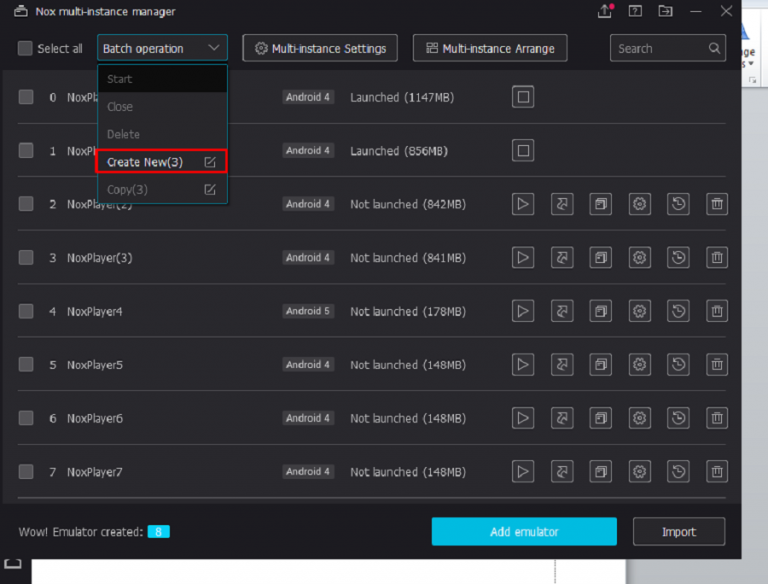 Nox multi-instance manager
Select all
Batch operation
Multi-instance Settings
Multi-instance Arrange
Search
Start
Close
Delete
Create New(3)
Copy(3)
0 NoxPl Android 4 Launched (1147MB)
1 NoxP Android 4 Launched (856MB)
2 NoxPlayer(2) Android 4 Not launched (842MB)
3 NoxPlayer(3) Android 4 Not launched (841MB)
4 NoxPlayer4 Android 5 Not launched (178MB)
5 NoxPlayer5 Android 4 Not launched (148MB)
6 NoxPlayer6 Android 4 Not launched (148MB)
7 NoxPlayer7 Android 4 Not launched (148MB)
Wow! Emulator created: 8
Add emulator
Import